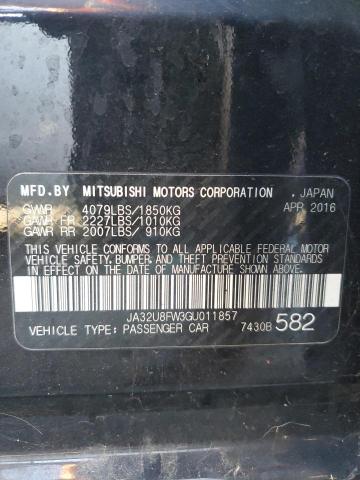 MFD.BY MITSUBISHI MOTORS CORPORATION . JAPAN
GVWR 4079LBS/1850KG APR 2016
GAWR FR 2227LBS/1010KG
GAWR RR 2007LBS/ 910KG
THIS VEHICLE CONFORMS TO ALL APPLICABLE FEDERAL MOTOR
VEHICLE SAFETY, BUMPER, AND THEFT PREVENTION STANDARDS
IN EFFECT ON THE DATE OF MANUFACTURE SHOWN ABOVE.
JA32U8FW3GU011857
VEHICLE TYPE: PASSENGER CAR 7430B 582